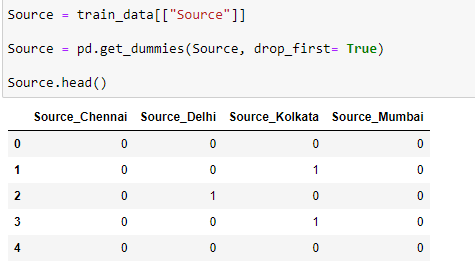 Source = train_data[["Source"]]
Source = pd.get_dummies(Source, drop_first= True)
Source.head()
Source_Chennai Source_Delhi Source_Kolkata Source_Mumbai
0 0 0 0 0
1 0 0 1 0
2 0 1 0 0
3 0 0 1 0
4 0 0 0 0